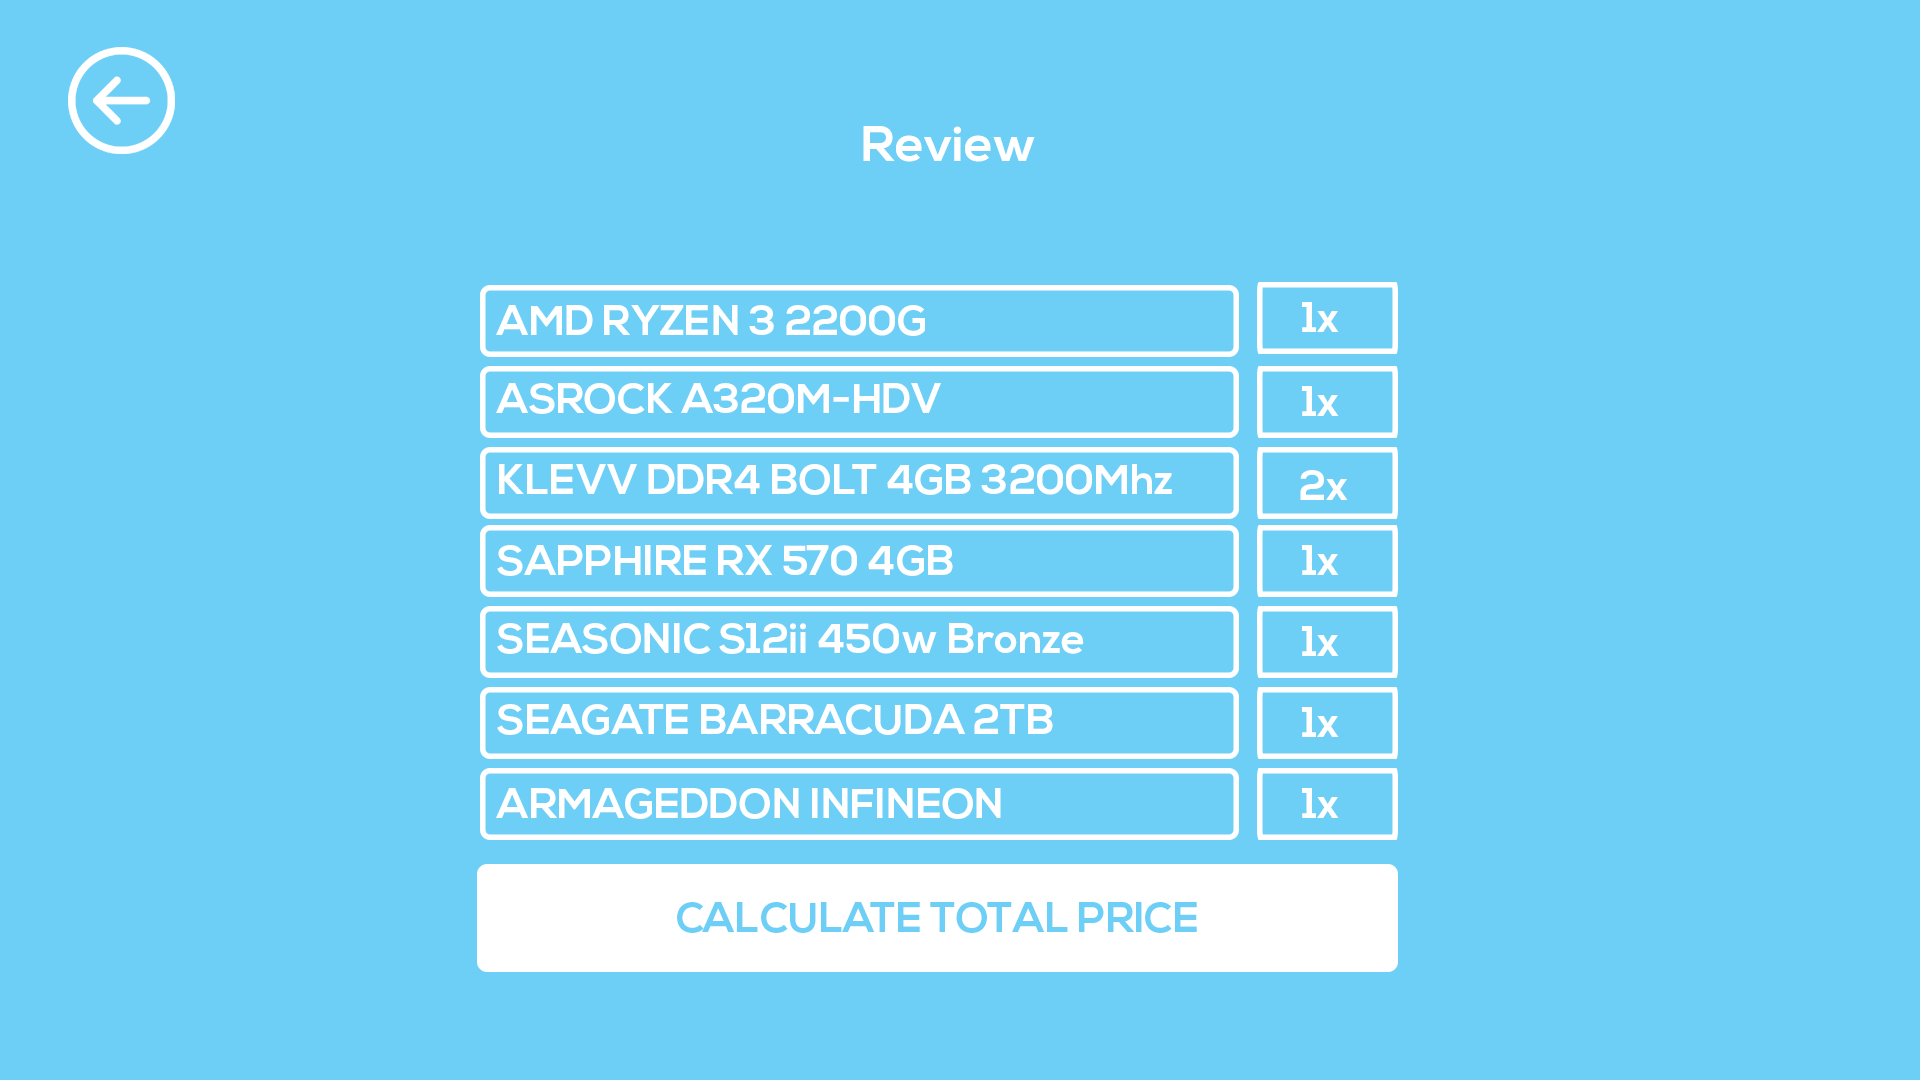 Review
AMD RYZEN 3 2200G 1x
ASROCK A320M-HDV 1x
KLEVV DDR4 BOLT 4GB 3200Mhz 2x
SAPPHIRE RX 570 4GB 1x
SEASONIC S12ii 450w Bronze 1x
SEAGATE BARRACUDA 2TB 1x
ARMAGEDDON INFINEON 1x
CALCULATE TOTAL PRICE